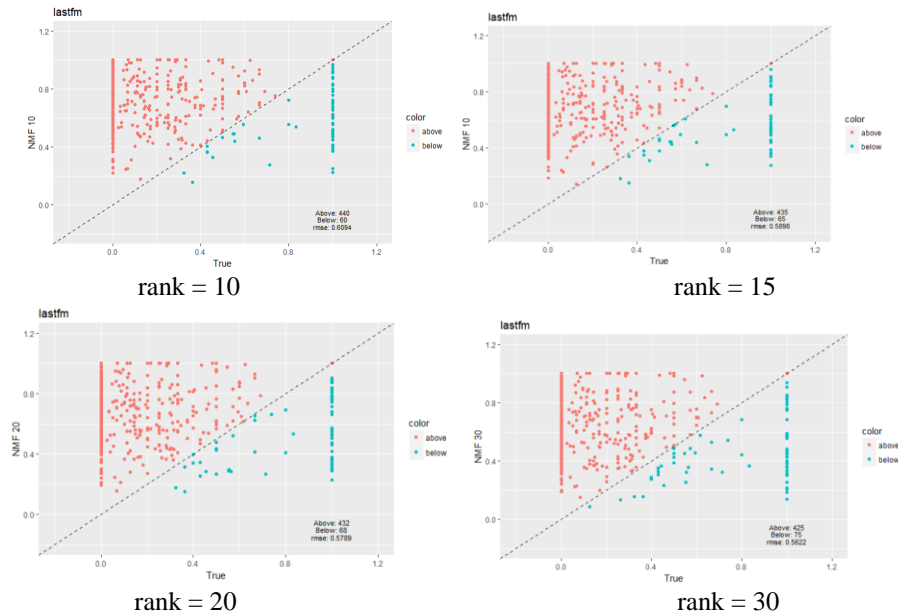 lastfm
1.2
0.8
0.4
0.0
NMF 10
0.0
0.4
0.8
1.2
True
Above: 440
Below: 60
rmse: 0.6094
color
above
below
rank = 10
lastfm
1.2
0.8
0.4
0.0
NMF 10
0.0
0.4
0.8
1.2
True
Above: 435
Below: 65
rmse: 0.5898
color
above
below
rank = 15
lastfm
1.2
0.8
0.4
0.0
NMF 20
0.0
0.4
0.8
1.2
True
Above: 432
Below: 68
rmse: 0.5789
color
above
below
rank = 20
lastfm
1.2
0.8
0.4
0.0
NMF 30
0.0
0.4
0.8
1.2
True
Above: 425
Below: 75
rmse: 0.5622
color
above
below
rank = 30